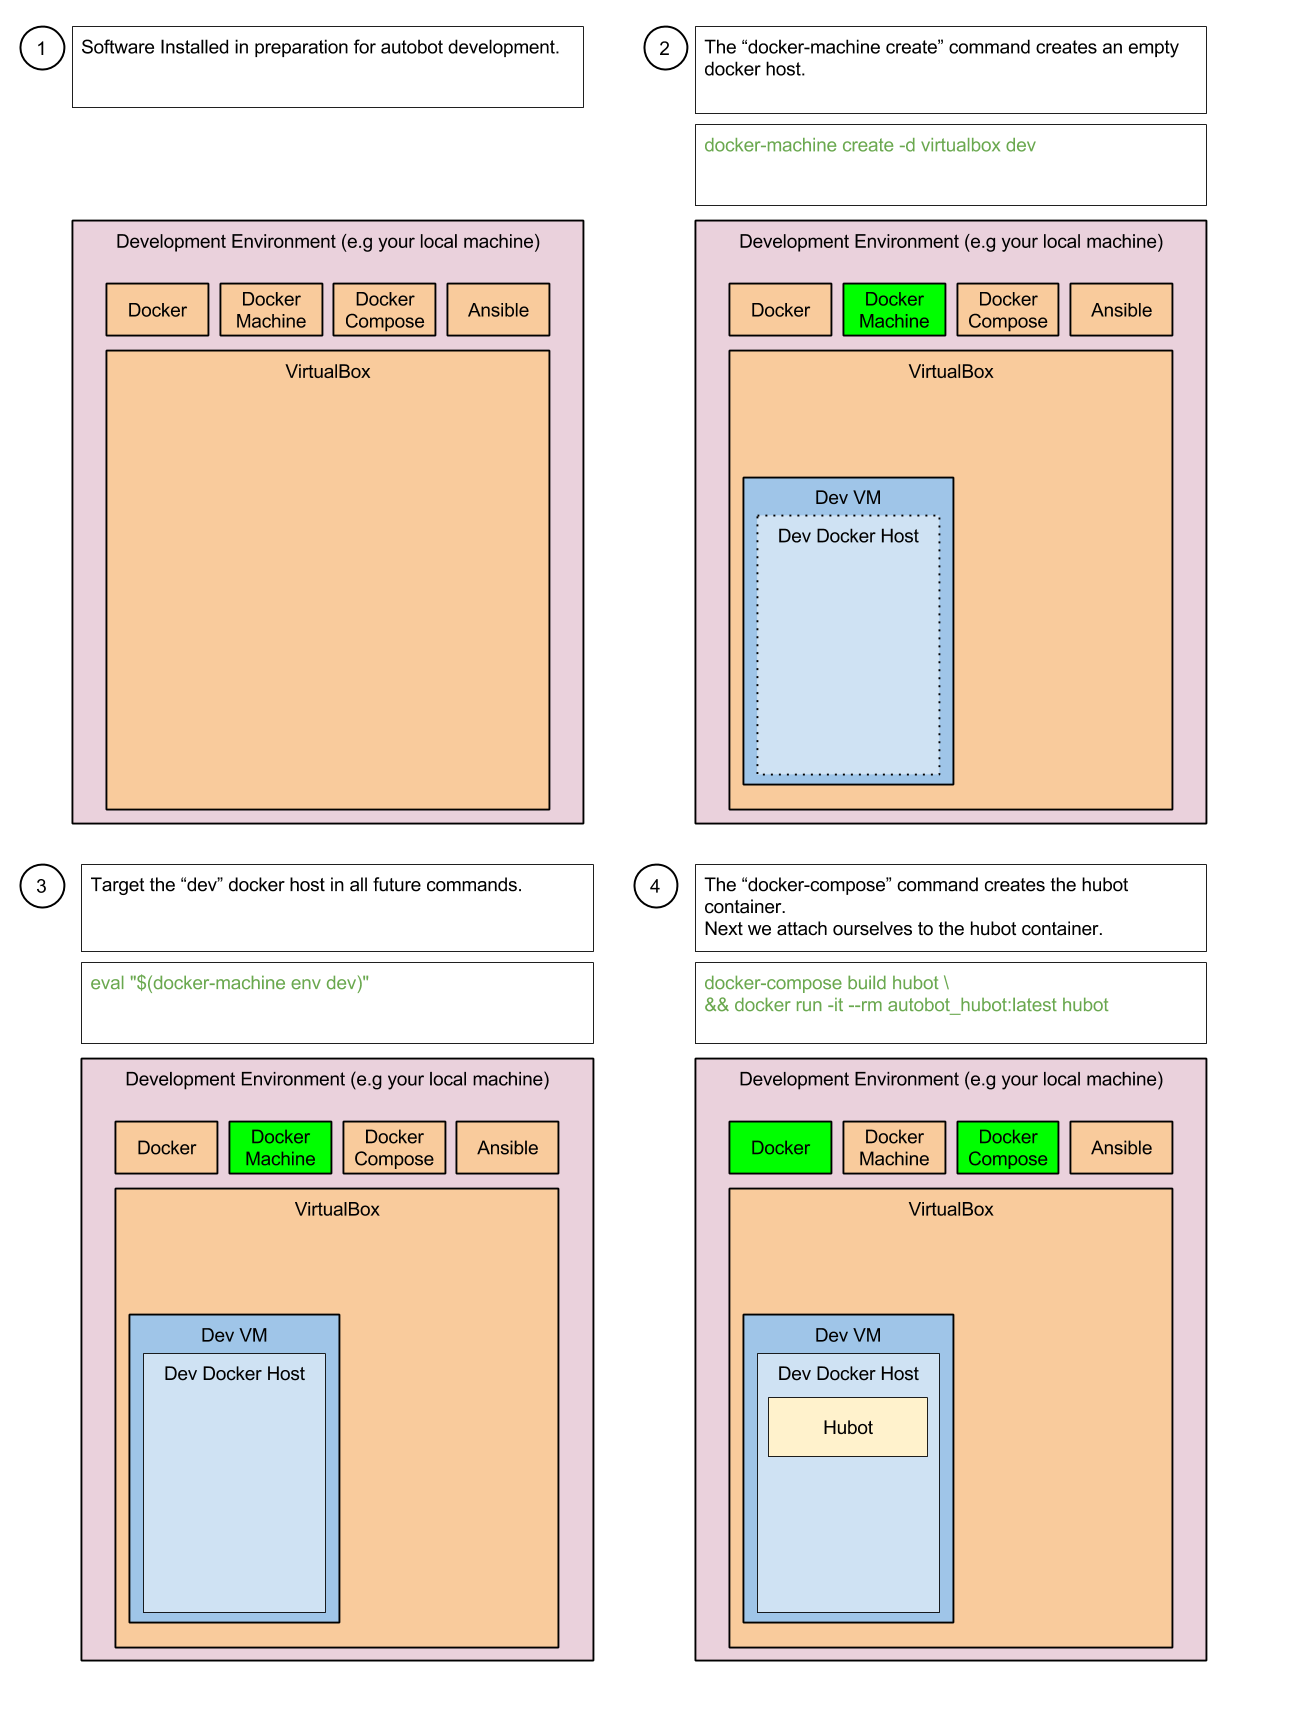 1
Software Installed in preparation for autobot development.
Development Environment (e.g your local machine)
Docker
Docker
Machine
Docker
Compose
Ansible
VirtualBox
2
The “docker-machine create” command creates an empty
docker host.
docker-machine create -d virtualbox dev
Development Environment (e.g your local machine)
Docker
Docker
Machine
Docker
Compose
Ansible
VirtualBox
Dev VM
Dev Docker Host
3
Target the “dev” docker host in all future commands.
eval "$(docker-machine env dev)"
Development Environment (e.g your local machine)
Docker
Docker
Machine
Docker
Compose
Ansible
VirtualBox
Dev VM
Dev Docker Host
4
The “docker-compose” command creates the hubot
container.
Next we attach ourselves to the hubot container.
docker-compose build hubot \
&& docker run -it --rm autobot_hubot:latest hubot
Development Environment (e.g your local machine)
Docker
Docker
Machine
Docker
Compose
Ansible
VirtualBox
Dev VM
Dev Docker Host
Hubot